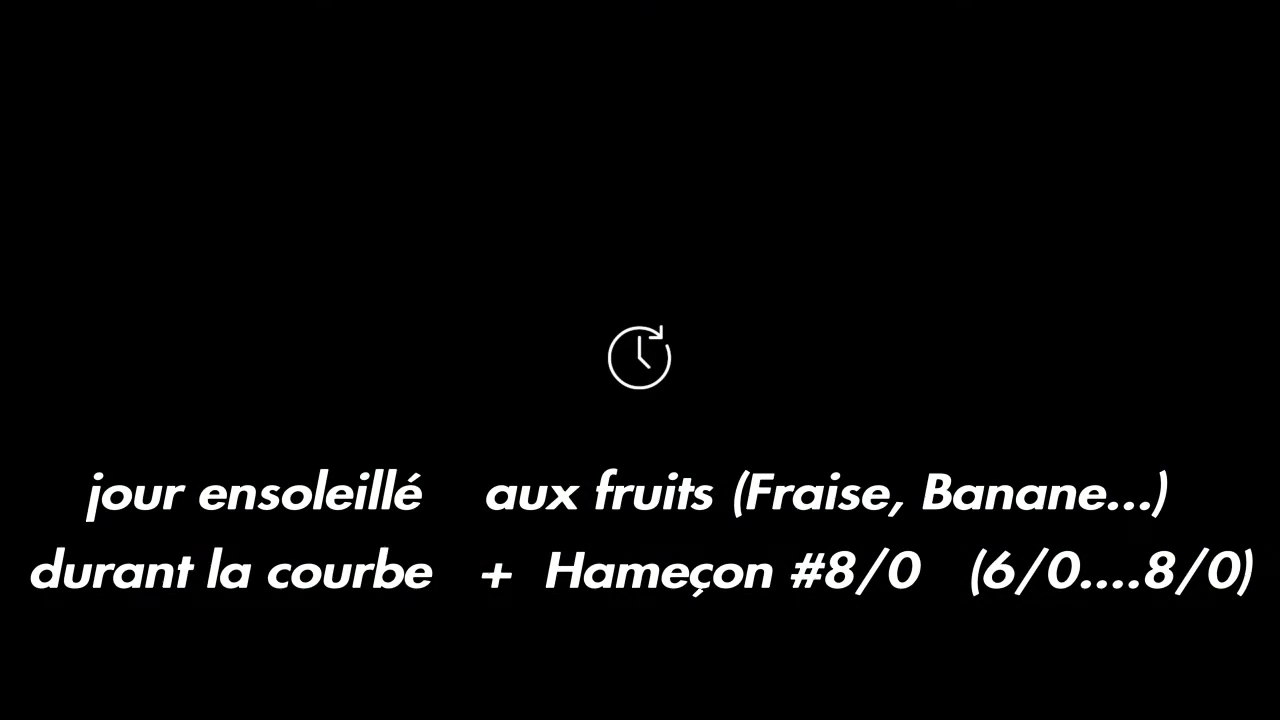 jour ensoleillé aux fruits (Fraise, Banane...)
durant la courbe + Hameçon #8/0 (6/0....8/0)